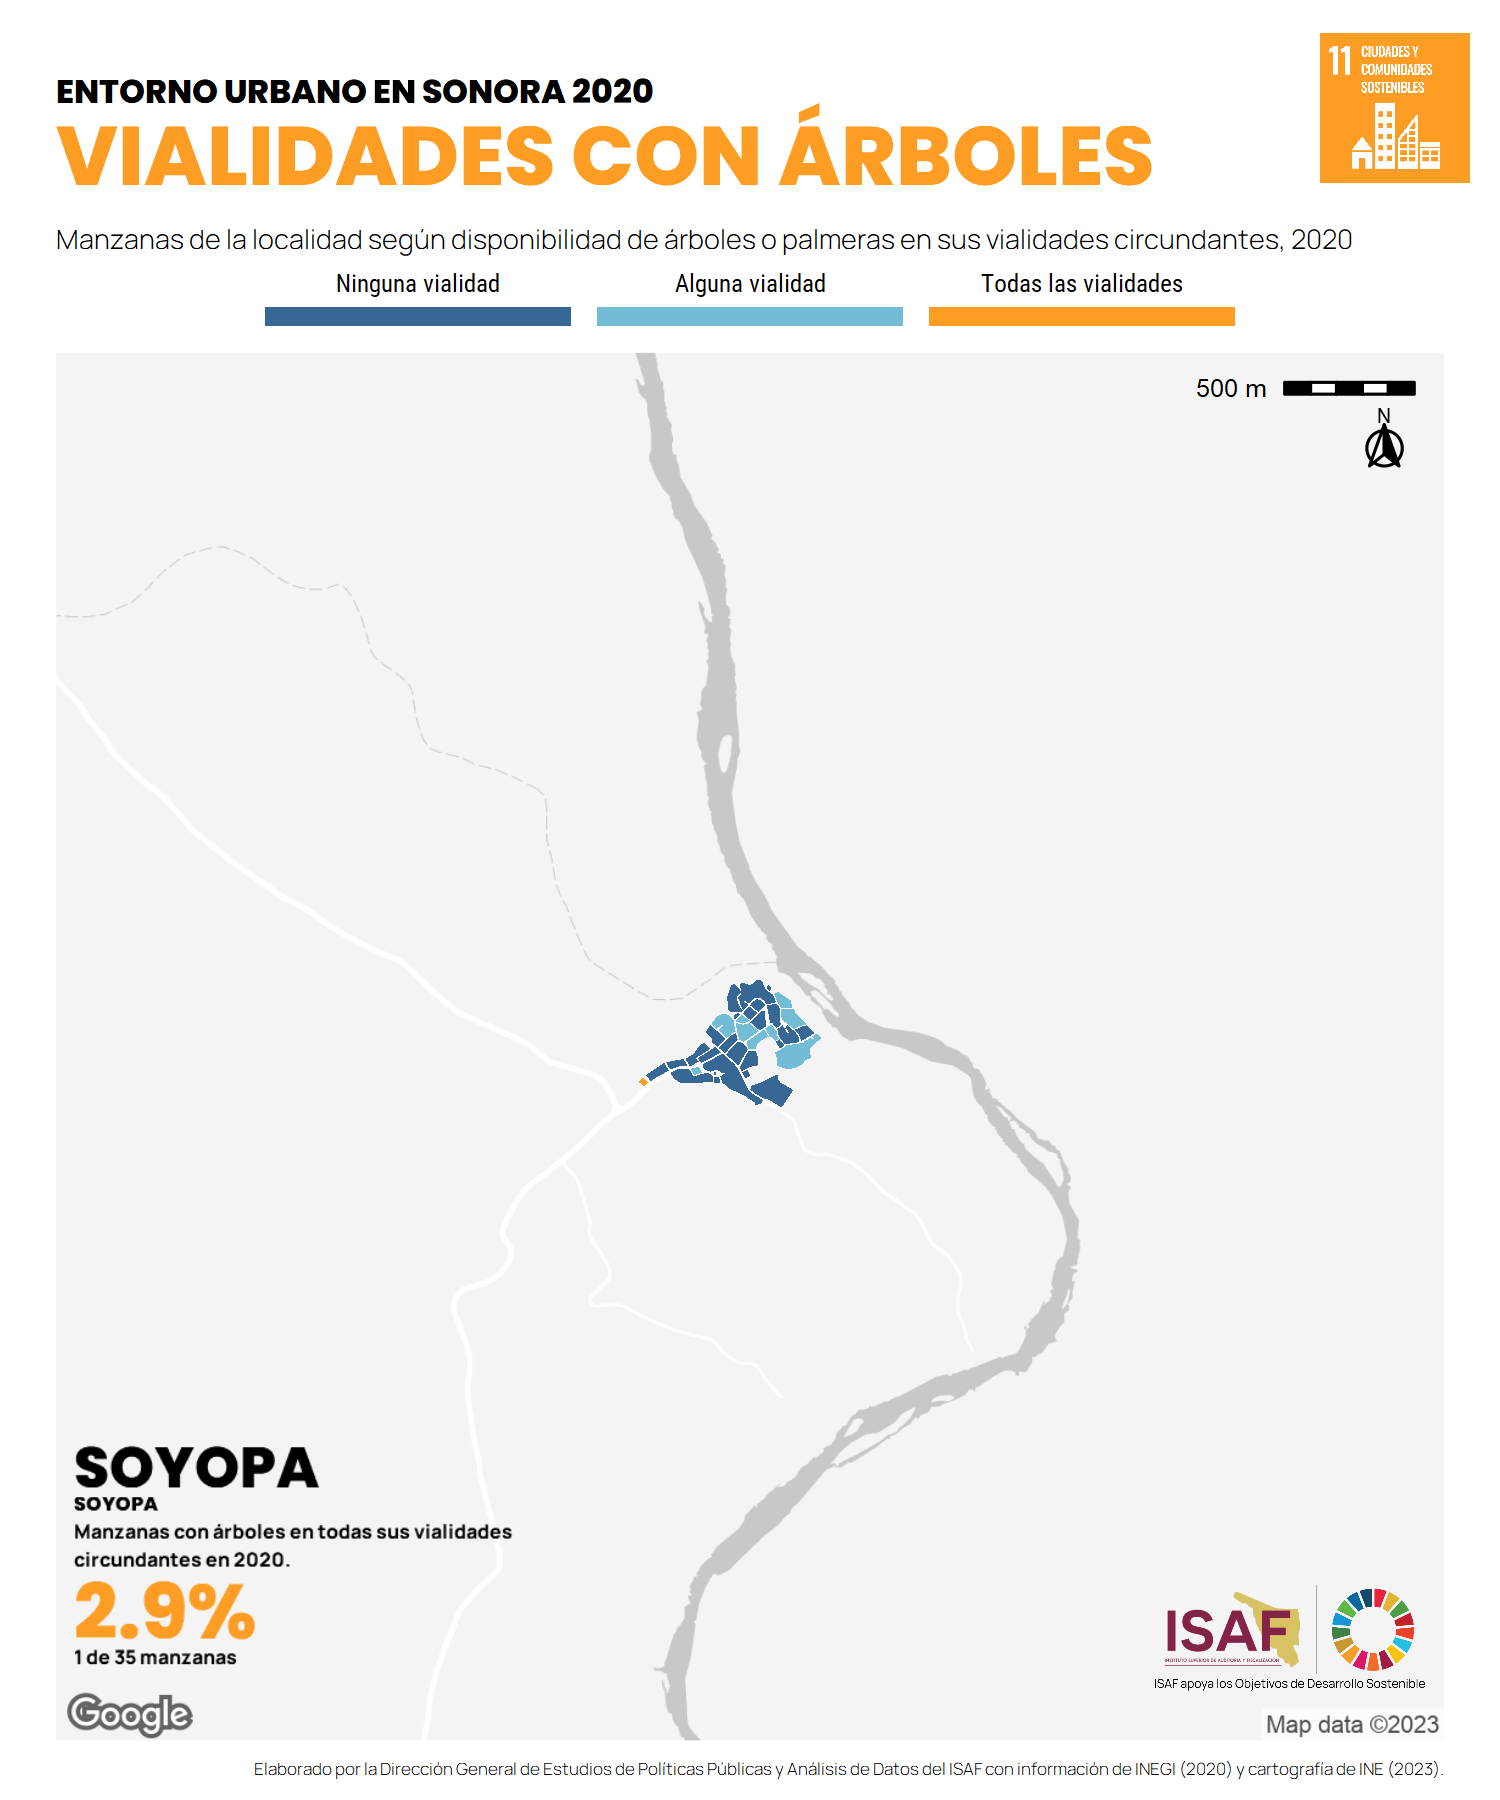 ENTORNO URBANO EN SONORA 2020
VIALIDADES CON ÁRBOLES
11 CIUDADES Y
COMUNIDADES
SOSTENIBLES
Manzanas de la localidad según disponibilidad de árboles o palmeras en sus vialidades circundantes, 2020
Ninguna vialidad Alguna vialidad Todas las vialidades
500 m
N
SOYOPA
SOYOPA
Manzanas con árboles en todas sus vialidades
circundantes en 2020.
2.9%
1 de 35 manzanas
Google
ISAF
INSTITUTO SUPERIOR DE AUDITORÍA Y FISCALIZACIÓN
ISAF apoya los Objetivos de Desarrollo Sostenible
Map data ©2023
Elaborado por la Dirección General de Estudios de Políticas Públicas y Análisis de Datos del ISAF con información de INEGI (2020) y cartografía de INE (2023).